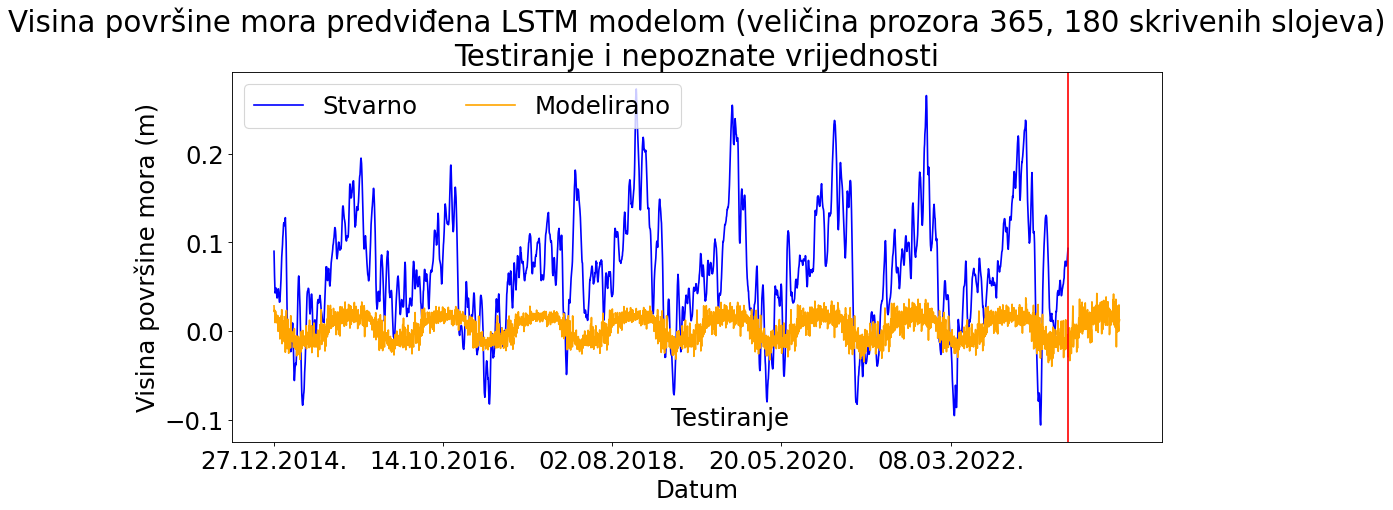 Visina površine mora predviđena LSTM modelom (veličina prozora 365, 180 skrivenih slojeva)
Testiranje i nepoznate vrijednosti
Stvarno
Modelirano
Visina površine mora (m)
0.2
0.1
0.0
−0.1
Testiranje
27.12.2014.
14.10.2016.
02.08.2018.
20.05.2020.
08.03.2022.
Datum